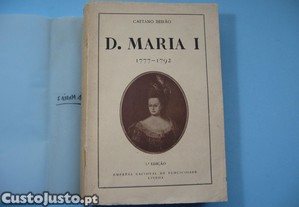 CAETANO BEIRÃO
D. MARIA I
1777-1792
EMPRESA NACIONAL DE PUBLICIDADE
LISBOA
CustoJusto.pt